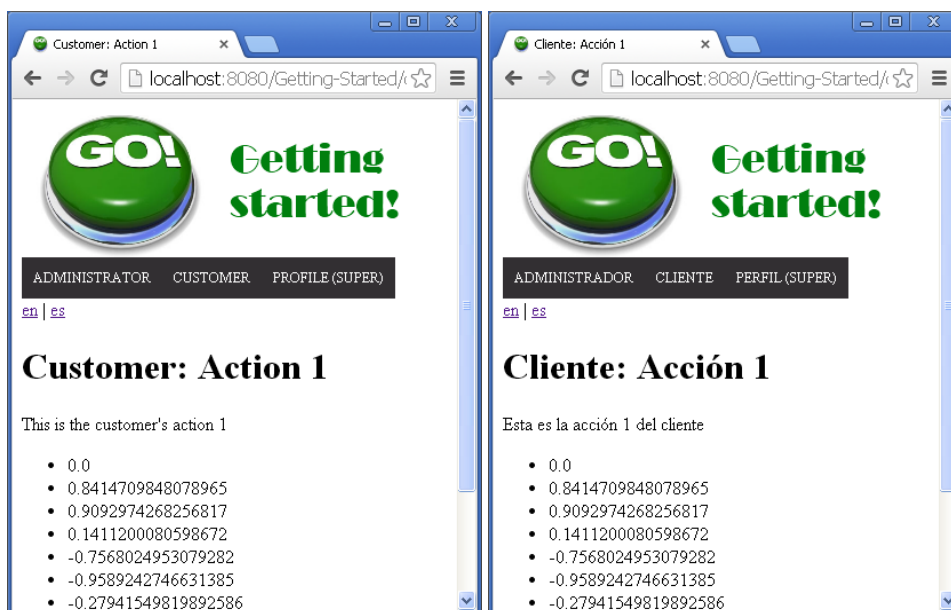 Customer: Action 1
localhost:8080/Getting-Started/
GO!
Getting
started!
ADMINISTRATOR CUSTOMER PROFILE (SUPER)
en | es
Customer: Action 1
This is the customer's action 1
• 0.0
• 0.8414709848078965
• 0.9092974268256817
• 0.1411200080598672
• -0.7568024953079282
• -0.9589242746631385
• -0.27941549819892586
Cliente: Acción 1
localhost:8080/Getting-Started/
GO!
Getting
started!
ADMINISTRADOR CLIENTE PERFIL (SUPER)
en | es
Cliente: Acción 1
Esta es la acción 1 del cliente
• 0.0
• 0.8414709848078965
• 0.9092974268256817
• 0.1411200080598672
• -0.7568024953079282
• -0.9589242746631385
• -0.27941549819892586